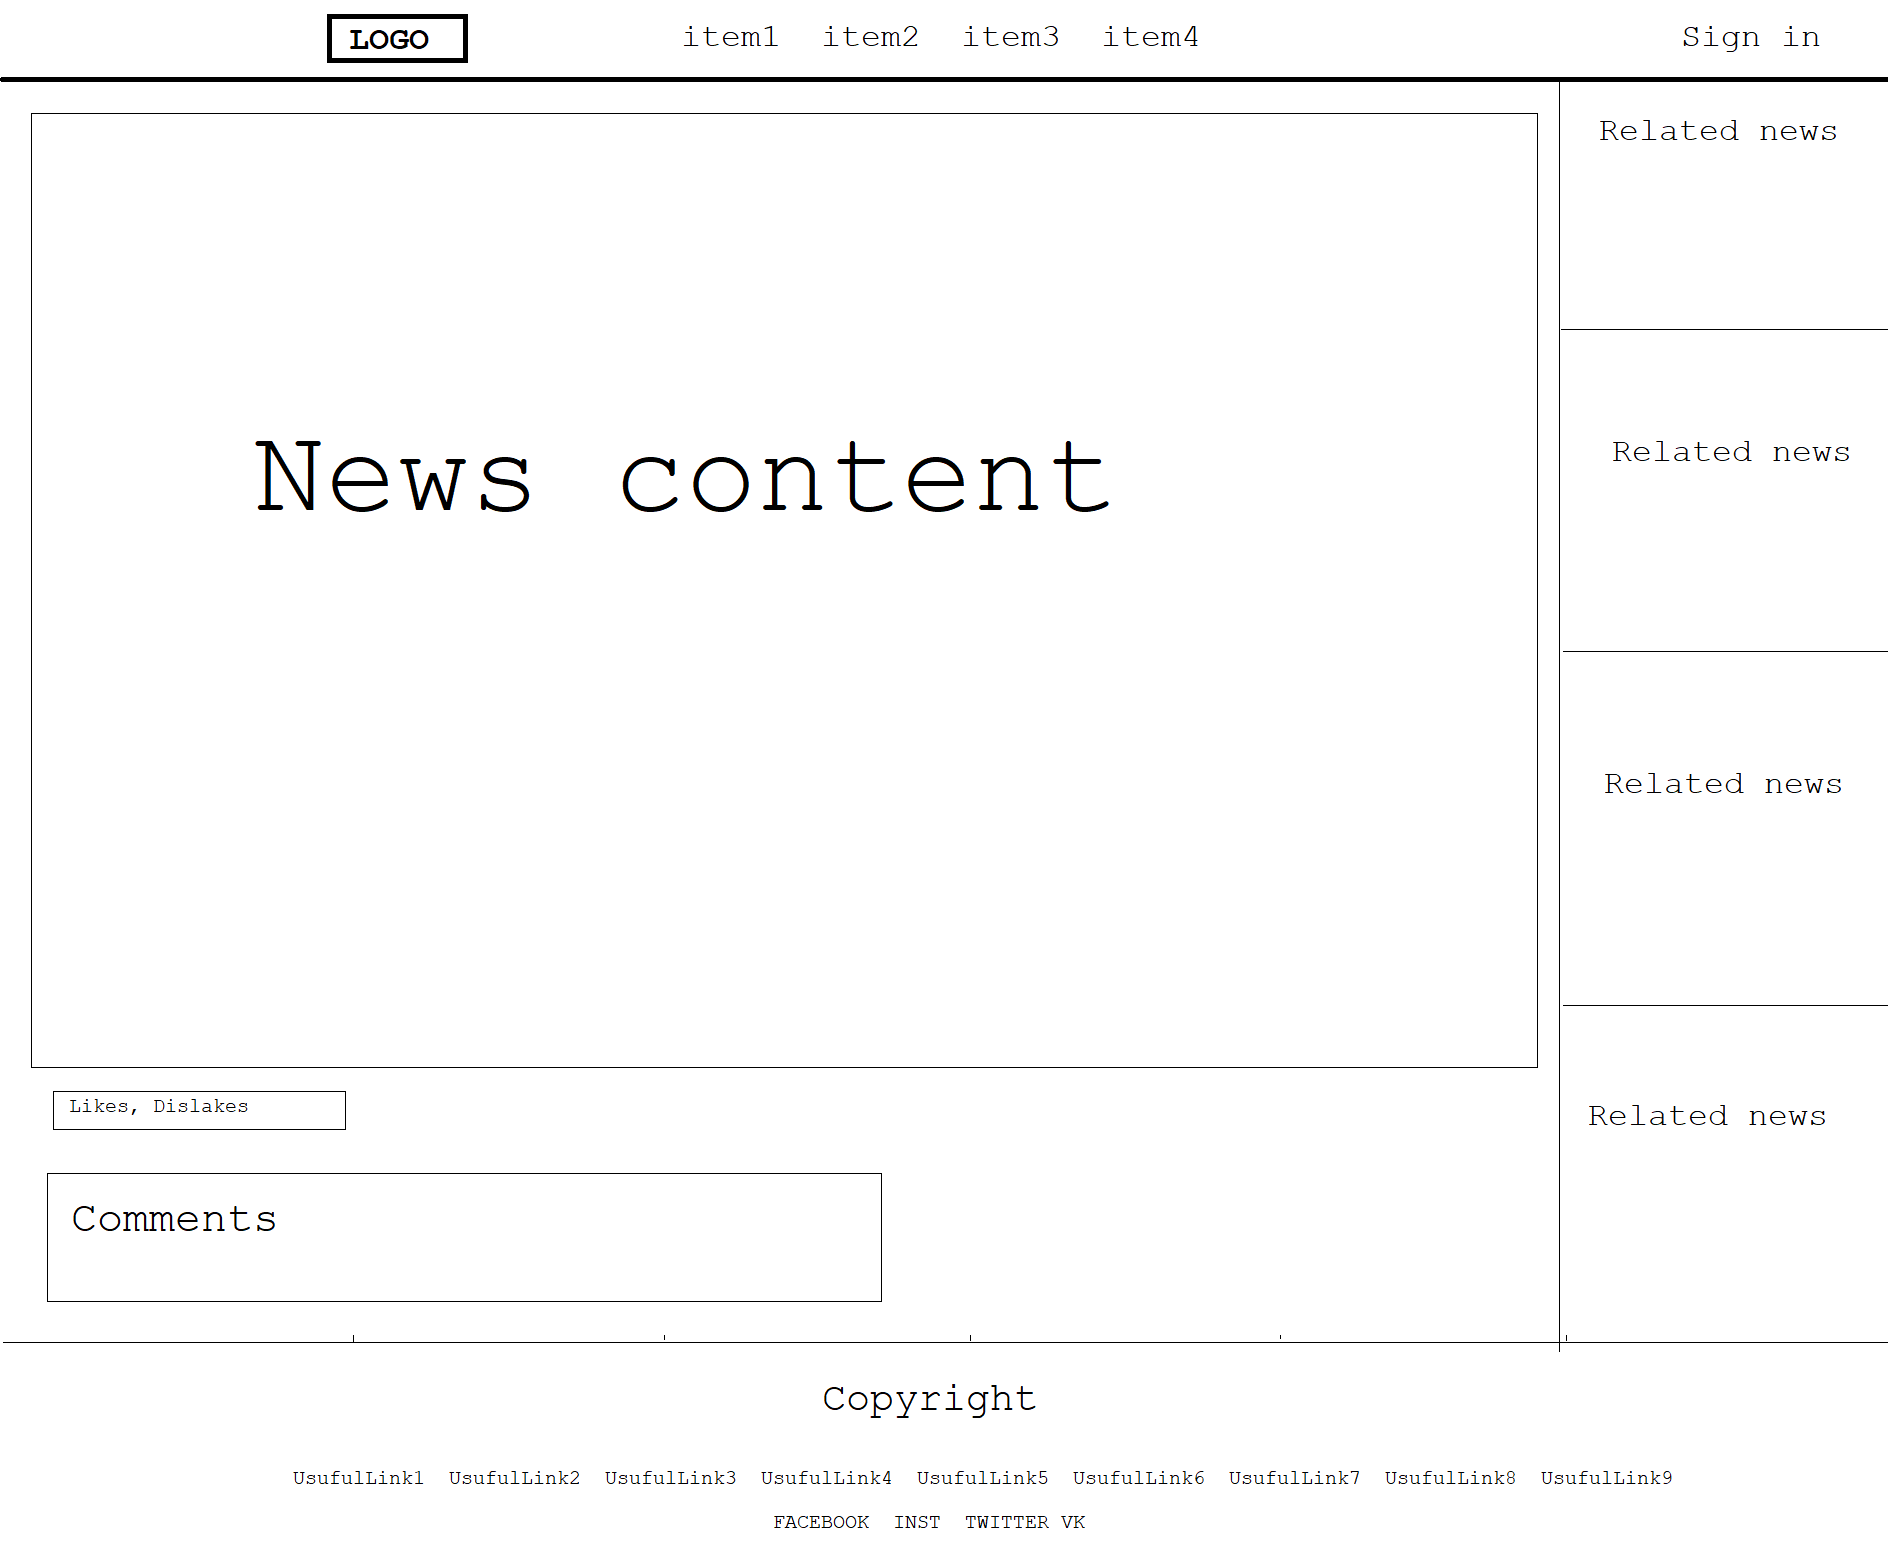 LOGO item1 item2 item3 item4 Sign in
Related news
News content
Related news
Related news
Likes, Dislakes
Related news
Comments
Copyright
UsufulLink1 UsufulLink2 UsufulLink3 UsufulLink4 UsufulLink5 UsufulLink6 UsufulLink7 UsufulLink8 UsufulLink9
FACEBOOK INST TWITTER VK